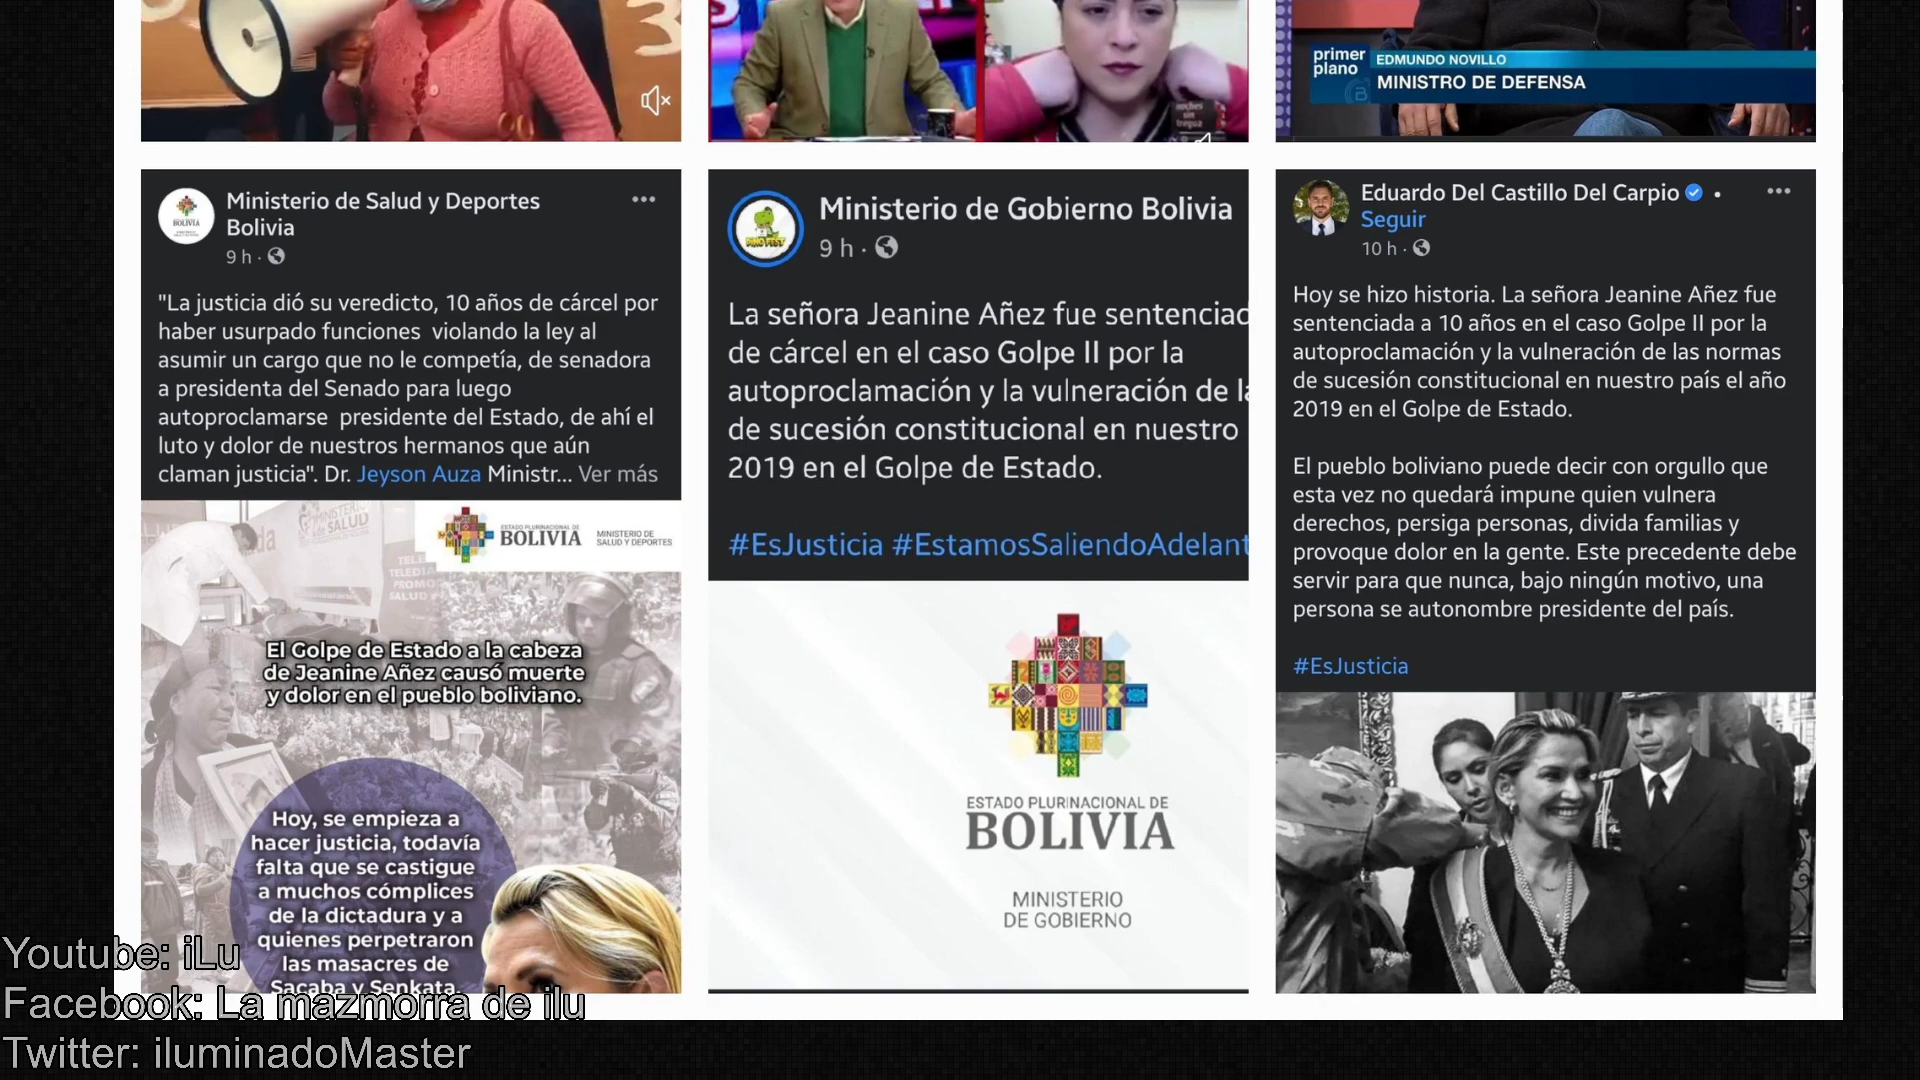 3
primer
plano
EDMUNDO NOVILLO
MINISTRO DE DEFENSA
Ministerio de Salud y Deportes
Bolivia
9 h ·
"La justicia dió su veredicto, 10 años de cárcel por
haber usurpado funciones violando la ley al
asumir un cargo que no le competía, de senadora
a presidenta del Senado para luego
autoproclamarse presidente del Estado, de ahí el
luto y dolor de nuestros hermanos que aún
claman justicia". Dr. Jeyson Auza Ministr... Ver más
ESTADO PLURINACIONAL DE
BOLIVIA
MINISTERIO DE
SALUD Y DEPORTES
El Golpe de Estado a la cabeza
de Jeanine Añez causó muerte
y dolor en el pueblo boliviano.
Hoy, se empieza a
hacer justicia, todavía
falta que se castigue
a muchos cómplices
de la dictadura y a
quienes perpetraron
las masacres de
Sacaba y Senkata.
Ministerio de Gobierno Bolivia
9 h ·
La señora Jeanine Añez fue sentenciad
de cárcel en el caso Golpe II por la
autoproclamación y la vulneración de la
de sucesión constitucional en nuestro
2019 en el Golpe de Estado.
#EsJusticia #EstamosSaliendoAdelant
ESTADO PLURINACIONAL DE
BOLIVIA
MINISTERIO
DE GOBIERNO
Eduardo Del Castillo Del Carpio ·
Seguir
10 h ·
Hoy se hizo historia. La señora Jeanine Añez fue
sentenciada a 10 años en el caso Golpe II por la
autoproclamación y la vulneración de las normas
de sucesión constitucional en nuestro país el año
2019 en el Golpe de Estado.
El pueblo boliviano puede decir con orgullo que
esta vez no quedará impune quien vulnera
derechos, persiga personas, divida familias y
provoque dolor en la gente. Este precedente debe
servir para que nunca, bajo ningún motivo, una
persona se autonombre presidente del país.
#EsJusticia
Youtube: iLu
Facebook: La mazmorra de ilu
Twitter: iluminadoMaster